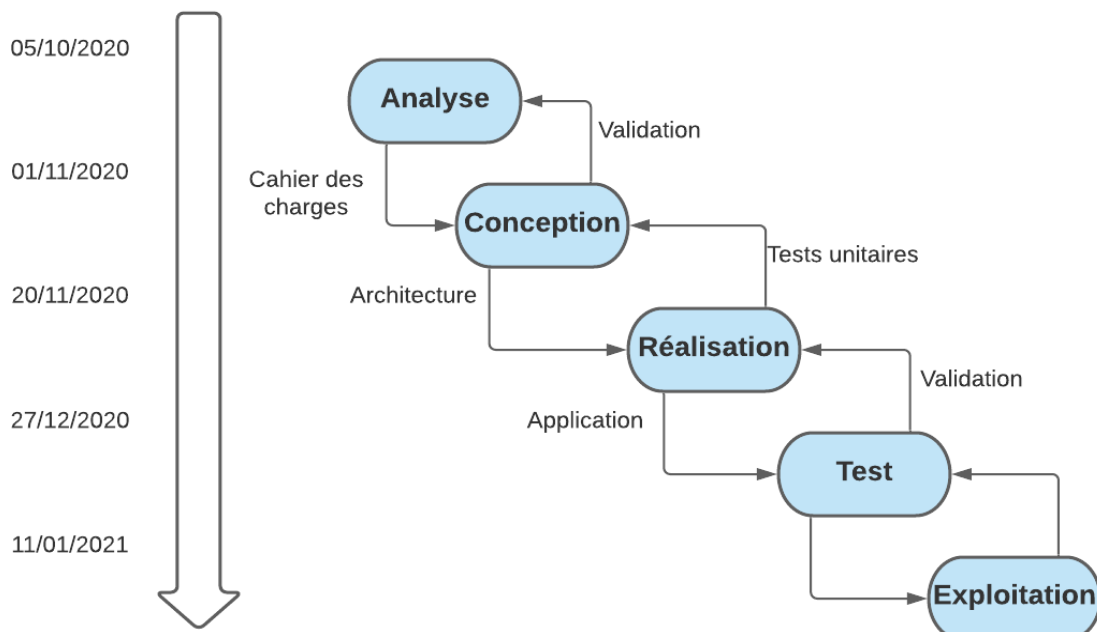 05/10/2020
Analyse
Validation
01/11/2020
Cahier des
charges
Conception
Tests unitaires
20/11/2020
Architecture
Réalisation
Validation
27/12/2020
Application
Test
11/01/2021
Exploitation